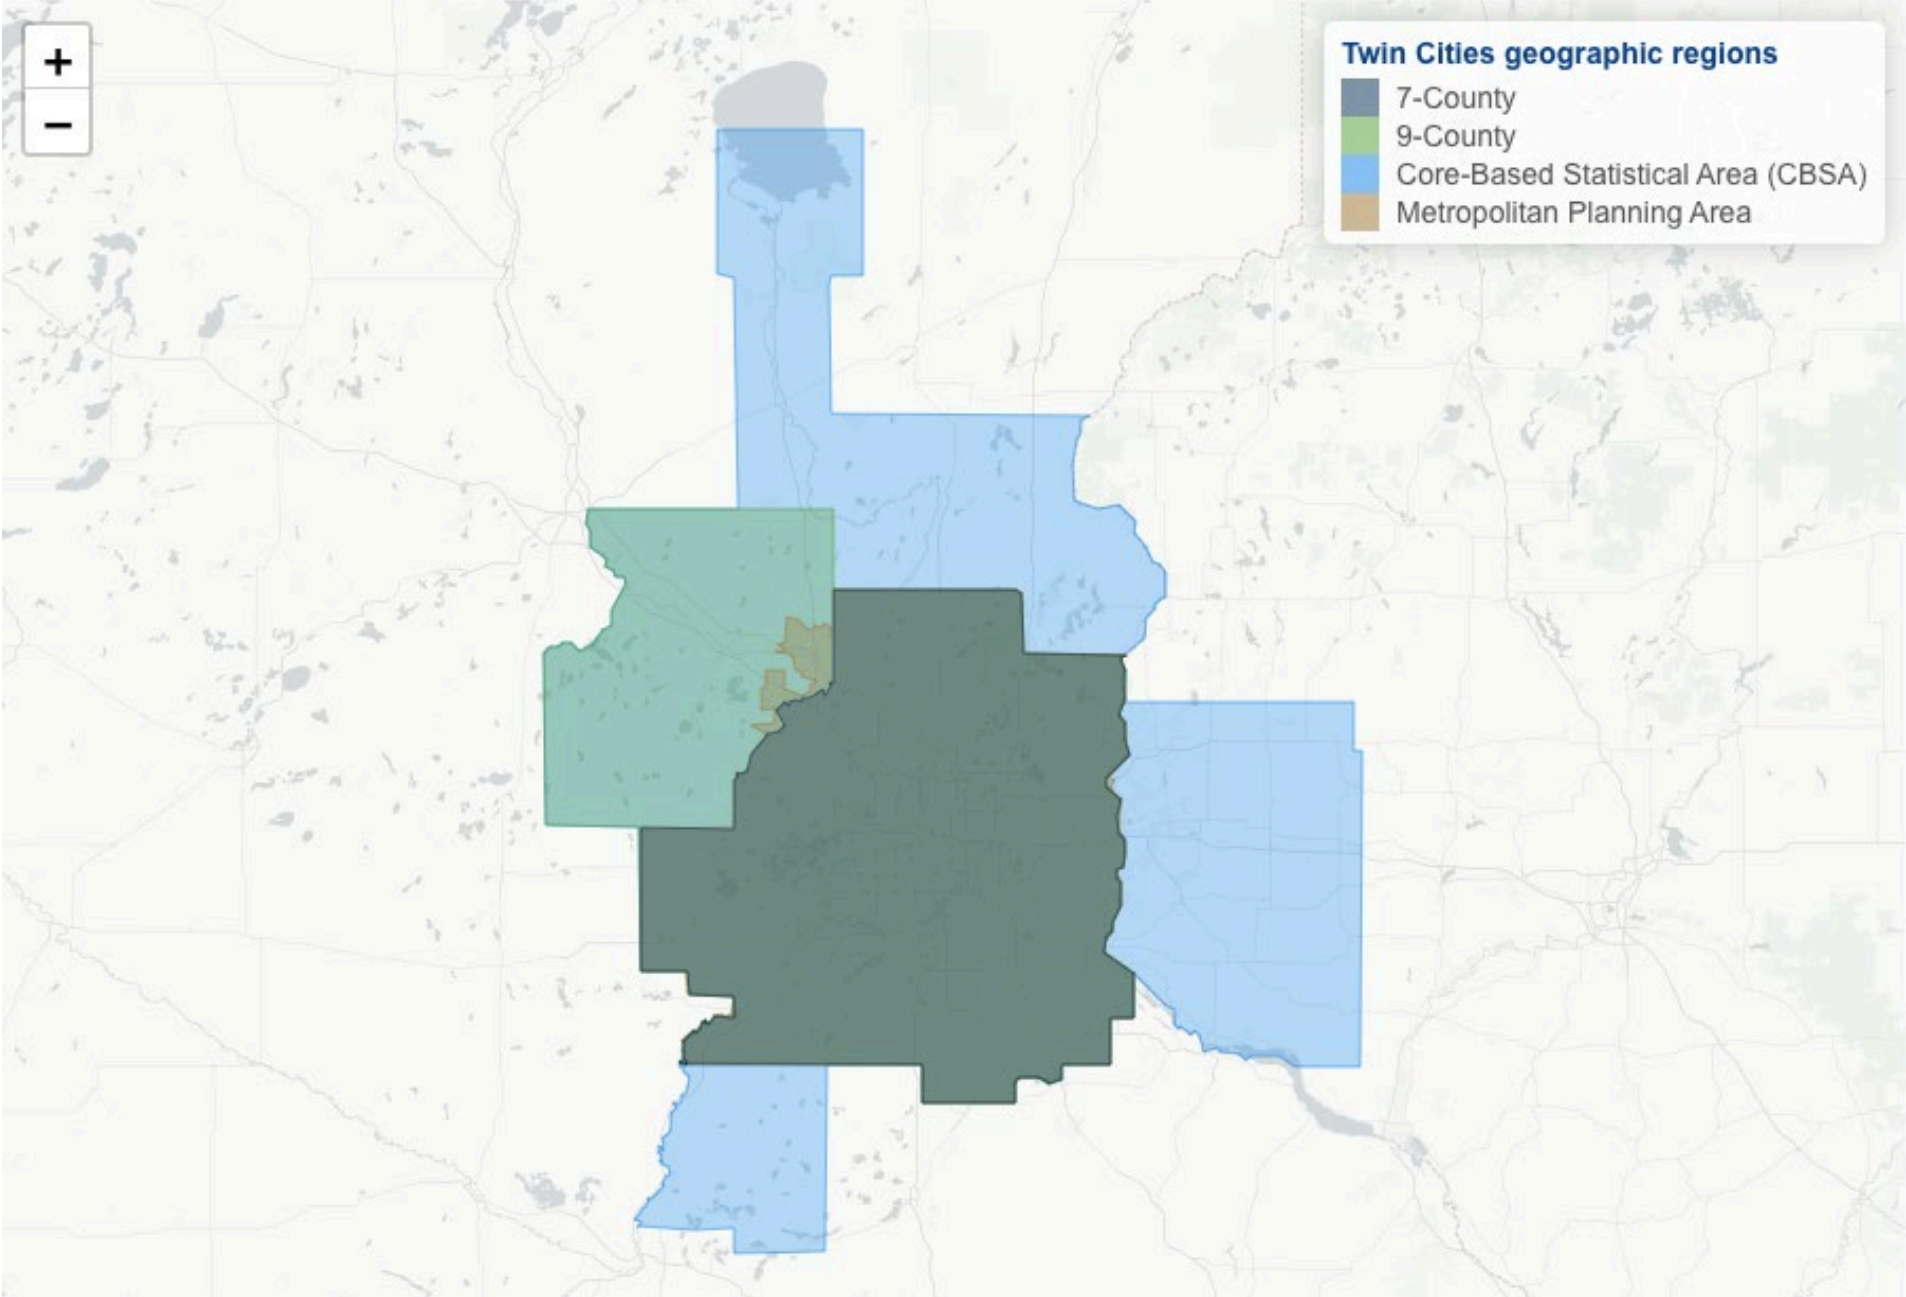 +
−
Twin Cities geographic regions
7-County
9-County
Core-Based Statistical Area (CBSA)
Metropolitan Planning Area